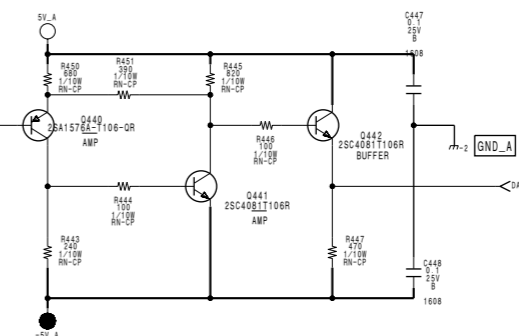 5V_A
R450
680
1/10W
RN-CP
R451
390
1/10W
RN-CP
R445
820
1/10W
RN-CP
C447
0.1
25V
B
1608
Q440
2SA1576A-T106-QR
AMP
R446
100
1/10W
RN-CP
Q442
2SC4081T106R
BUFFER
-2
GND_A
DA
R444
100
1/10W
RN-CP
Q441
2SC4081T106R
AMP
R443
240
1/10W
RN-CP
R447
470
1/10W
RN-CP
C448
0.1
25V
B
1608
-5V_A